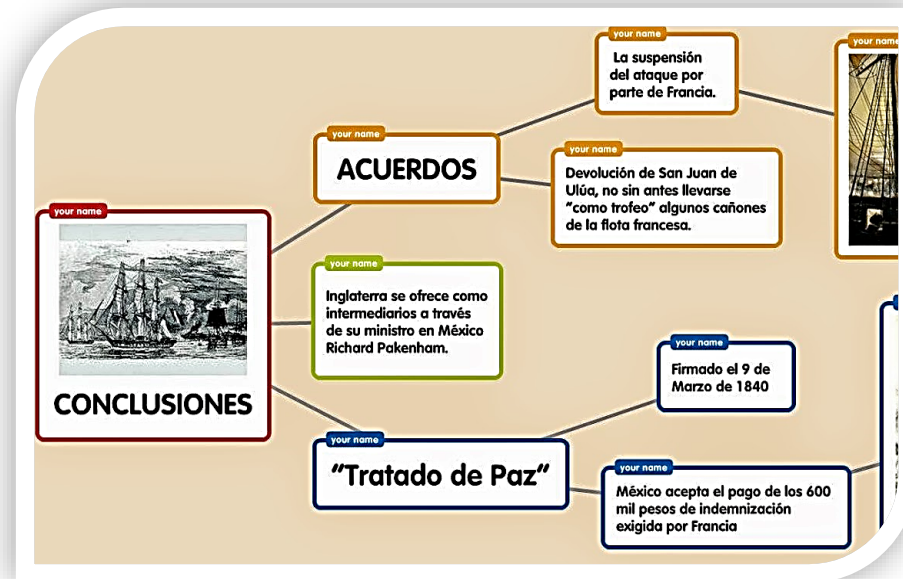 your name
CONCLUSIONES
your name
ACUERDOS
your name
La suspensión
del ataque por
parte de Francia.
your name
your name
Devolución de San Juan de
Ulúa, no sin antes llevarse
“como trofeo” algunos cañones
de la flota francesa.
your name
Inglaterra se ofrece como
intermediarios a través
de su ministro en México
Richard Pakenham.
your name
“Tratado de Paz”
your name
Firmado el 9 de
Marzo de 1840
your name
México acepta el pago de los 600
mil pesos de indemnización
exigida por Francia